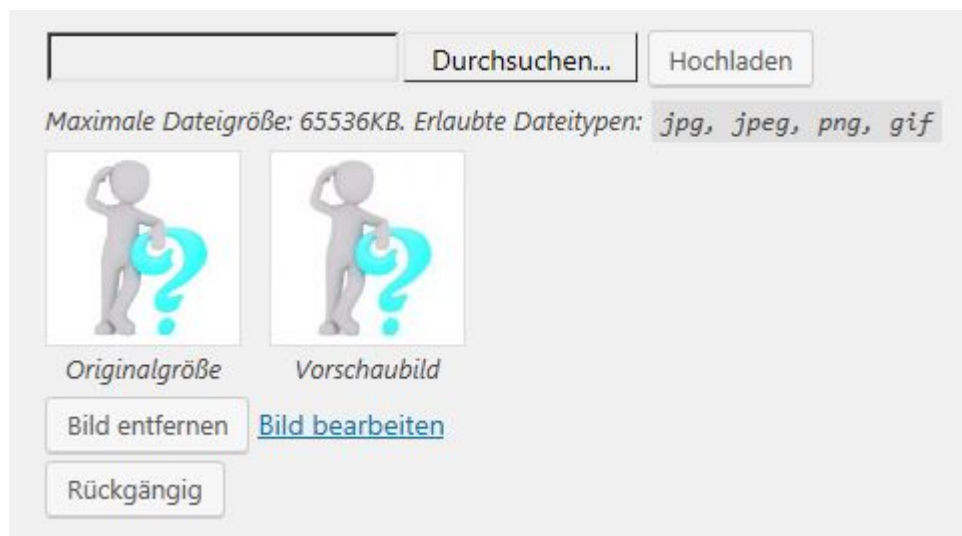 Durchsuchen... Hochladen
Maximale Dateigröße: 65536KB. Erlaubte Dateitypen: jpg, jpeg, png, gif
Originalgröße Vorschaubild
Bild entfernen Bild bearbeiten
Rückgängig